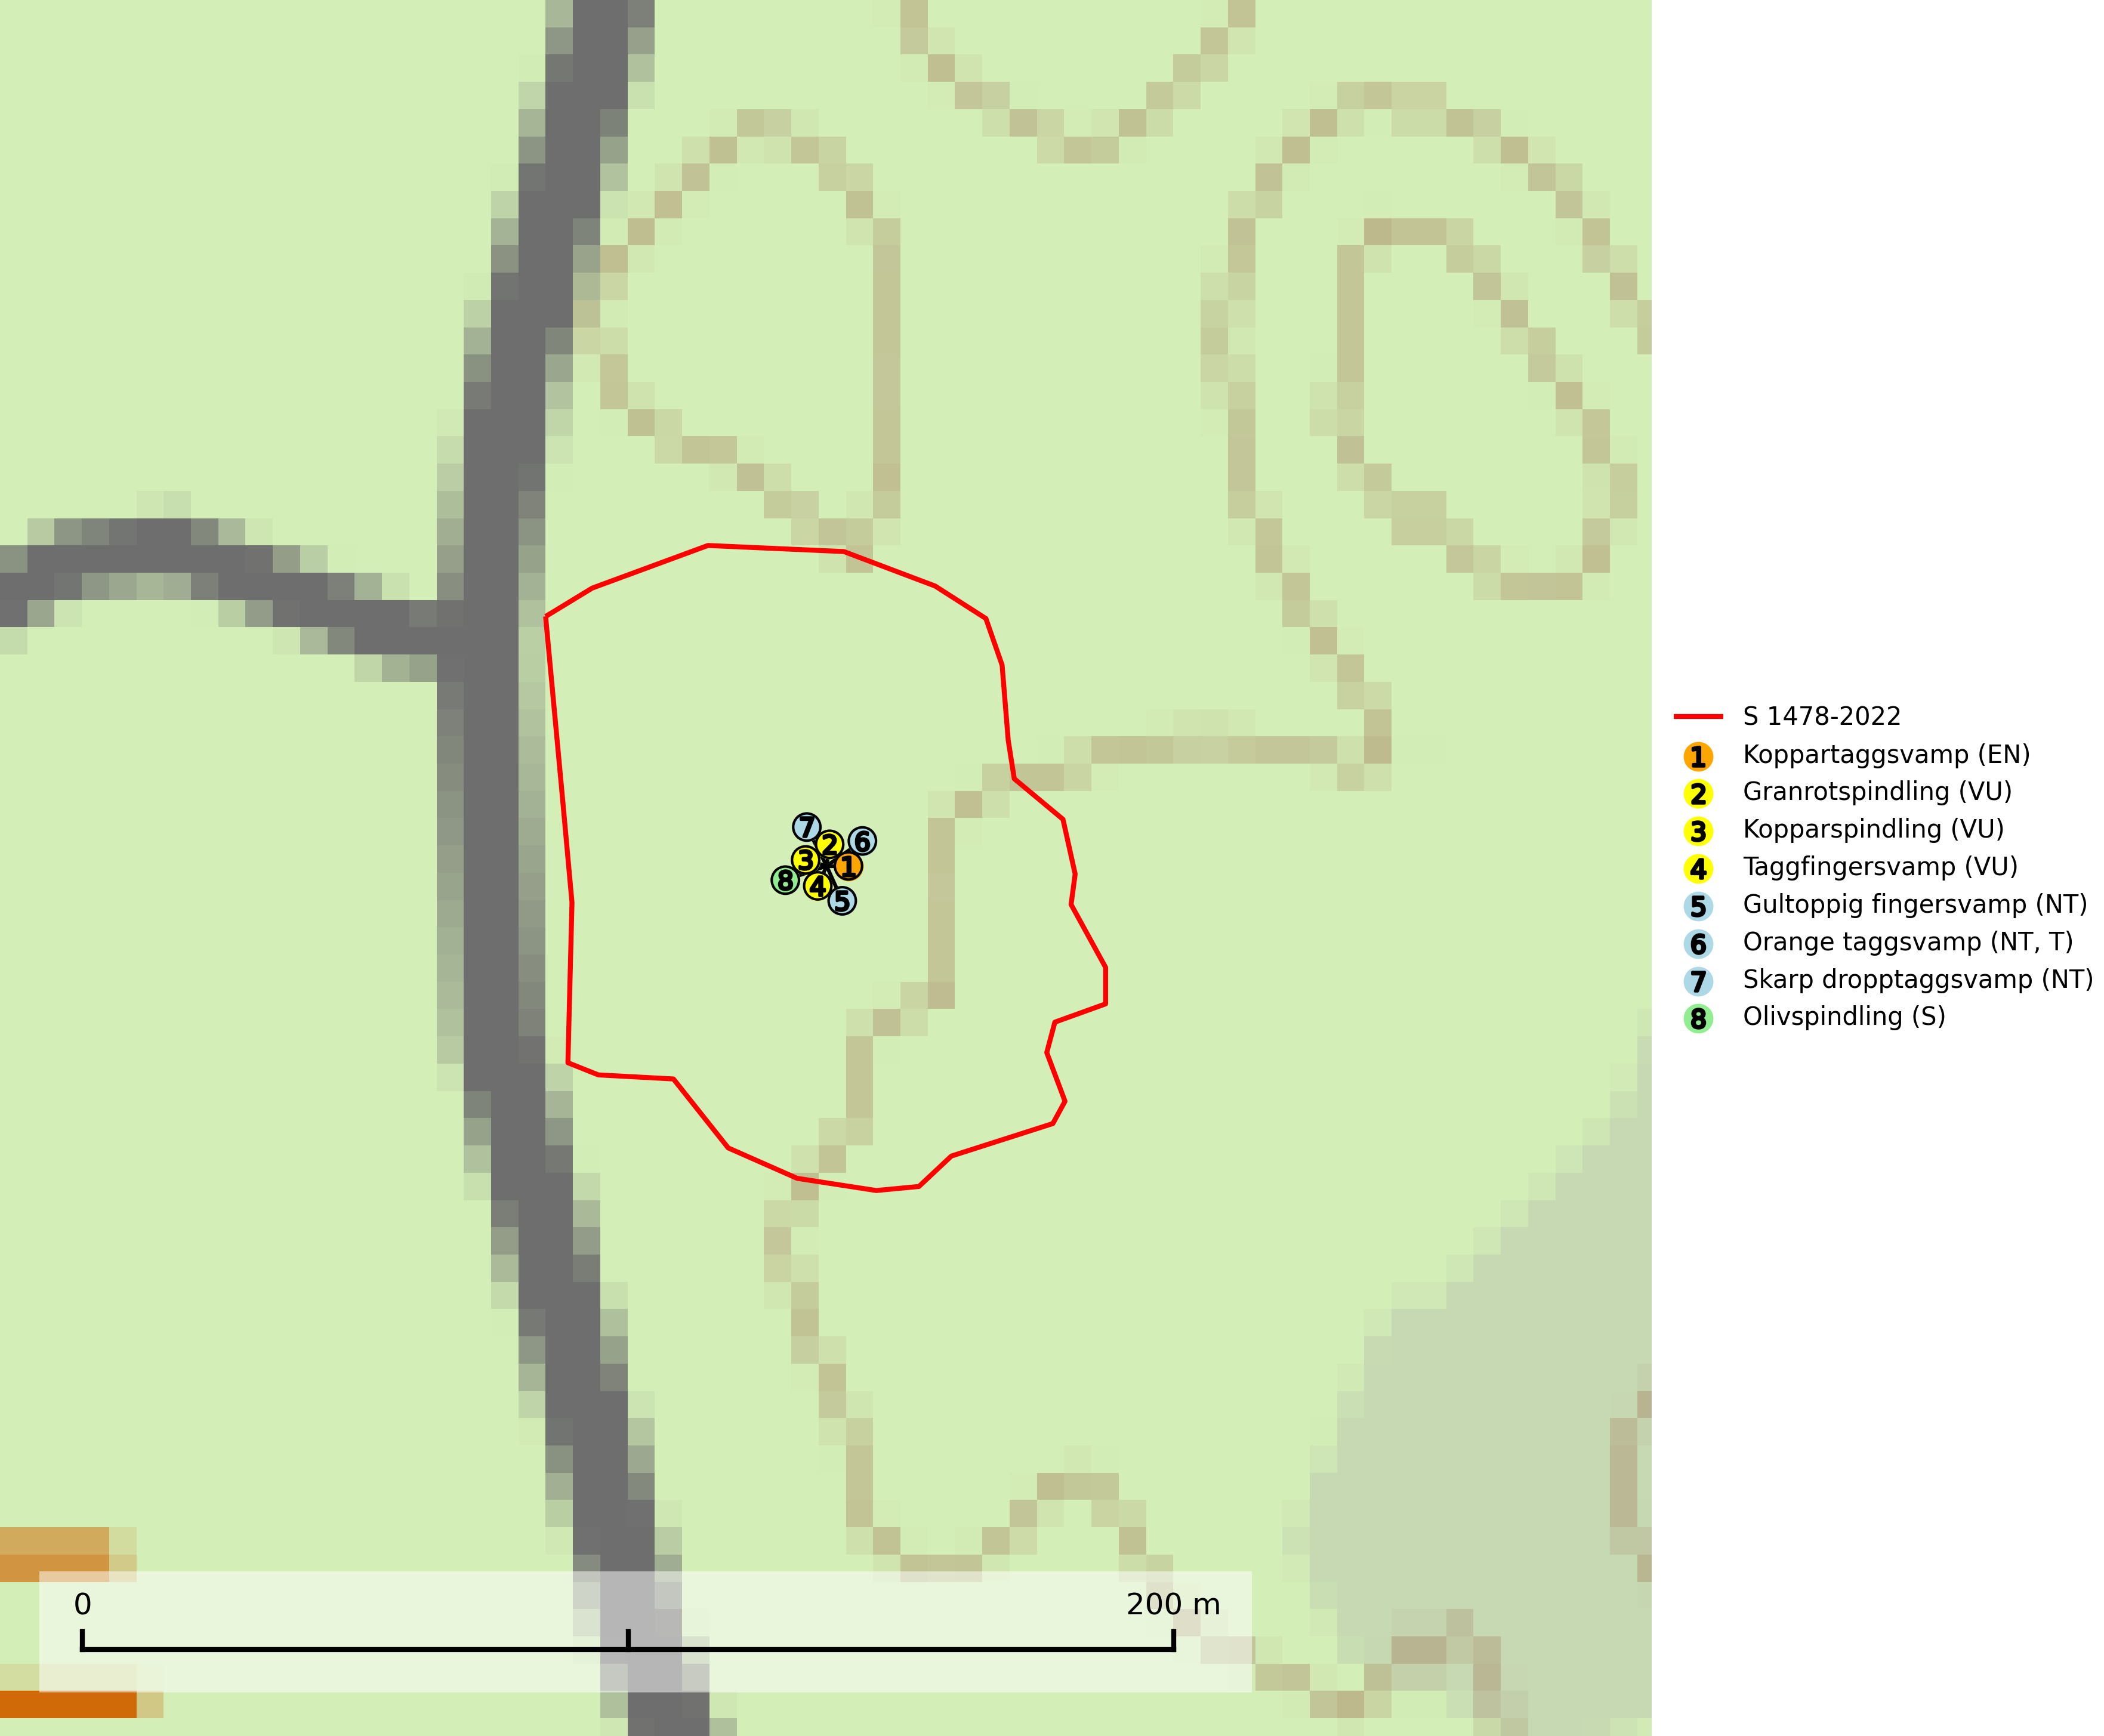 7
2
6
3
1
8
4
5
0
200 m
S 1478-2022
1 Koppartaggsvamp (EN)
2 Granrotspindling (VU)
3 Kopparspindling (VU)
4 Taggfingersvamp (VU)
5 Gultoppig fingersvamp (NT)
6 Orange taggsvamp (NT, T)
7 Skarp dropptaggsvamp (NT)
8 Olivspindling (S)